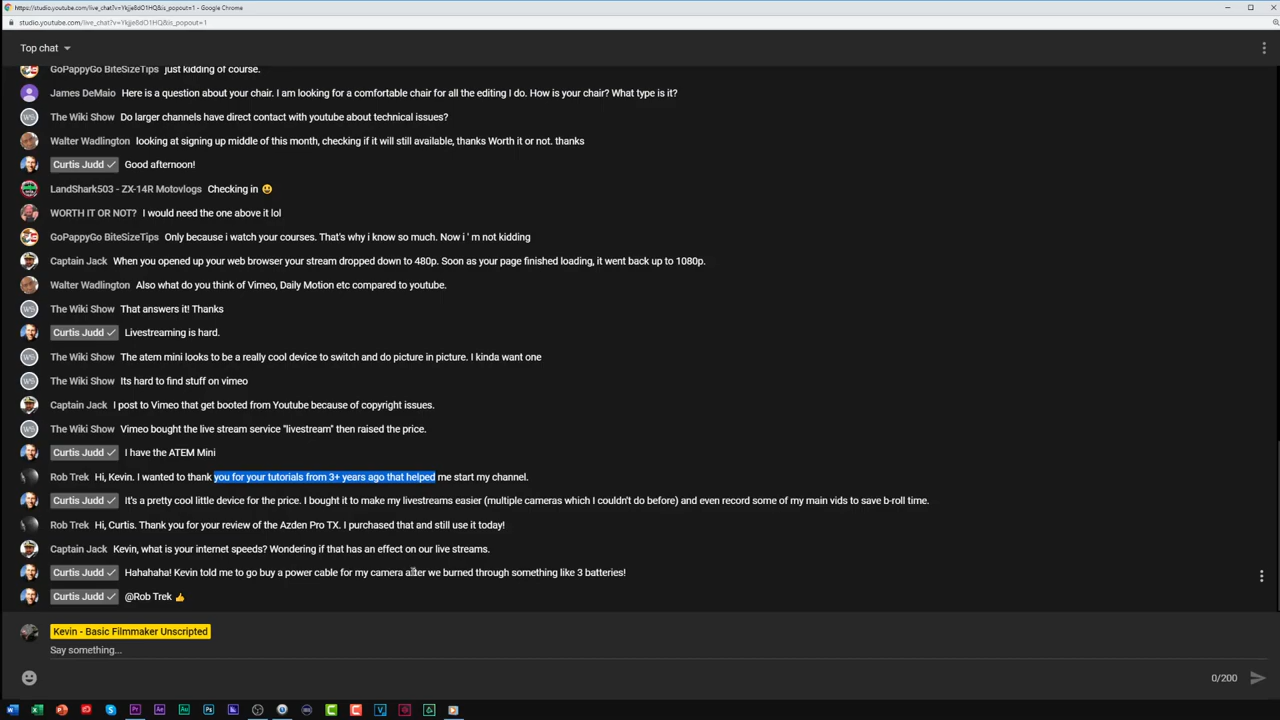 https://studio.youtube.com/live_chat?v=Ykjje8dO1HQ&is_popout=1 - Google Chrome
studio.youtube.com/live_chat?v=Ykjje8dO1HQ&is_popout=1
Top chat
GoPappyGo BiteSizeTips just kidding of course.
James DeMaio Here is a question about your chair. I am looking for a comfortable chair for all the editing I do. How is your chair? What type is it?
The Wiki Show Do larger channels have direct contact with youtube about technical issues?
Walter Wadlington looking at signing up middle of this month, checking if it will still available, thanks Worth it or not. thanks
Curtis Judd Good afternoon!
LandShark503 - ZX-14R Motovlogs Checking in 😃
WORTH IT OR NOT? I would need the one above it lol
GoPappyGo BiteSizeTips Only because i watch your courses. That's why i know so much. Now i ' m not kidding
Captain Jack When you opened up your web browser your stream dropped down to 480p. Soon as your page finished loading, it went back up to 1080p.
Walter Wadlington Also what do you think of Vimeo, Daily Motion etc compared to youtube.
The Wiki Show That answers it! Thanks
Curtis Judd Livestreaming is hard.
The Wiki Show The atem mini looks to be a really cool device to switch and do picture in picture. I kinda want one
The Wiki Show Its hard to find stuff on vimeo
Captain Jack I post to Vimeo that get booted from Youtube because of copyright issues.
The Wiki Show Vimeo bought the live stream service "livestream" then raised the price.
Curtis Judd I have the ATEM Mini
Rob Trek Hi, Kevin. I wanted to thank you for your tutorials from 3+ years ago that helped me start my channel.
Curtis Judd It's a pretty cool little device for the price. I bought it to make my livestreams easier (multiple cameras which I couldn't do before) and even record some of my main vids to save b-roll time.
Rob Trek Hi, Curtis. Thank you for your review of the Azden Pro TX. I purchased that and still use it today!
Captain Jack Kevin, what is your internet speeds? Wondering if that has an effect on our live streams.
Curtis Judd Hahahaha! Kevin told me to go buy a power cable for my camera after we burned through something like 3 batteries!
Curtis Judd @Rob Trek 👍
Kevin - Basic Filmmaker Unscripted
Say something...
0/200